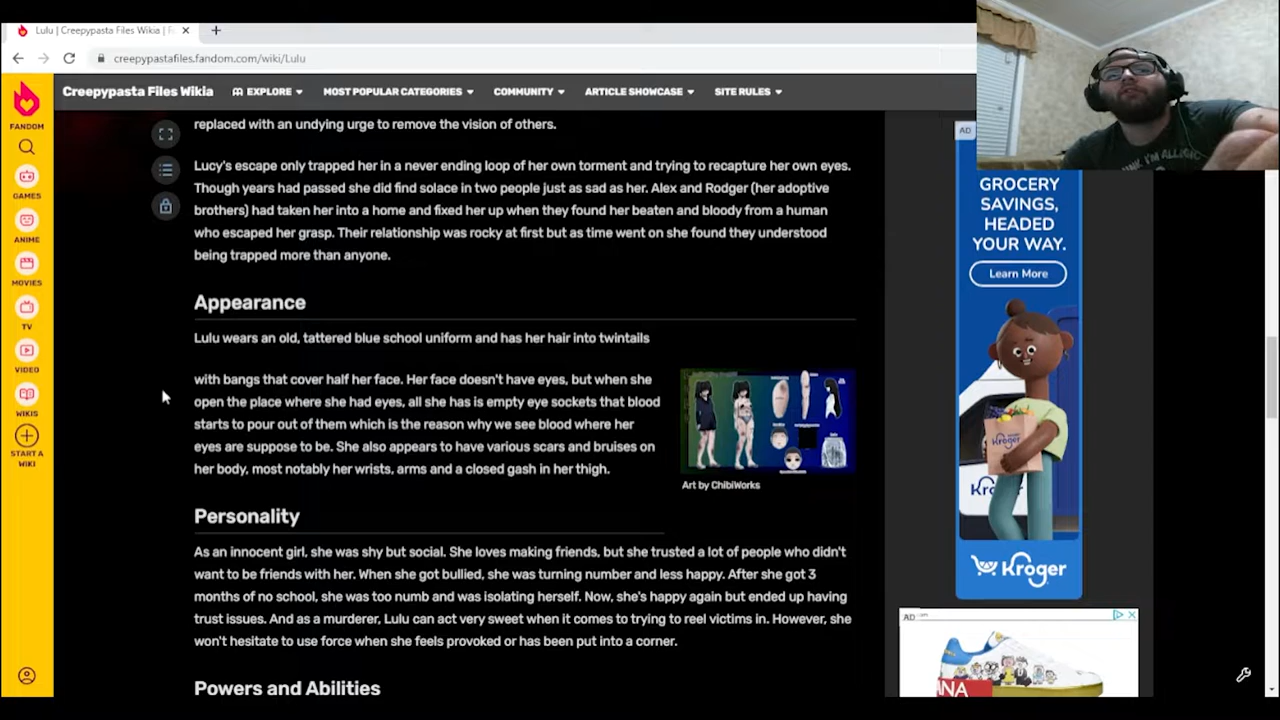 Lulu | Creepypasta Files Wikia |
creepypastafiles.fandom.com/wiki/Lulu
FANDOM
GAMES
ANIME
MOVIES
TV
VIDEO
WIKIS
START A
WIKI
Creepypasta Files Wikia
EXPLORE
MOST POPULAR CATEGORIES
COMMUNITY
ARTICLE SHOWCASE
SITE RULES
replaced with an undying urge to remove the vision of others.
Lucy's escape only trapped her in a never ending loop of her own torment and trying to recapture her own eyes.
Though years had passed she did find solace in two people just as sad as her. Alex and Rodger (her adoptive
brothers) had taken her into a home and fixed her up when they found her beaten and bloody from a human
who escaped her grasp. Their relationship was rocky at first but as time went on she found they understood
being trapped more than anyone.
Appearance
Lulu wears an old, tattered blue school uniform and has her hair into twintails
with bangs that cover half her face. Her face doesn't have eyes, but when she
open the place where she had eyes, all she has is empty eye sockets that blood
starts to pour out of them which is the reason why we see blood where her
eyes are suppose to be. She also appears to have various scars and bruises on
her body, most notably her wrists, arms and a closed gash in her thigh.
Art by ChibiWorks
Personality
As an innocent girl, she was shy but social. She loves making friends, but she trusted a lot of people who didn't
want to be friends with her. When she got bullied, she was turning number and less happy. After she got 3
months of no school, she was too numb and was isolating herself. Now, she's happy again but ended up having
trust issues. And as a murderer, Lulu can act very sweet when it comes to trying to reel victims in. However, she
won't hesitate to use force when she feels provoked or has been put into a corner.
Powers and Abilities
AD
GROCERY
SAVINGS,
HEADED
YOUR WAY.
Learn More
Kroger
Kroger
AD